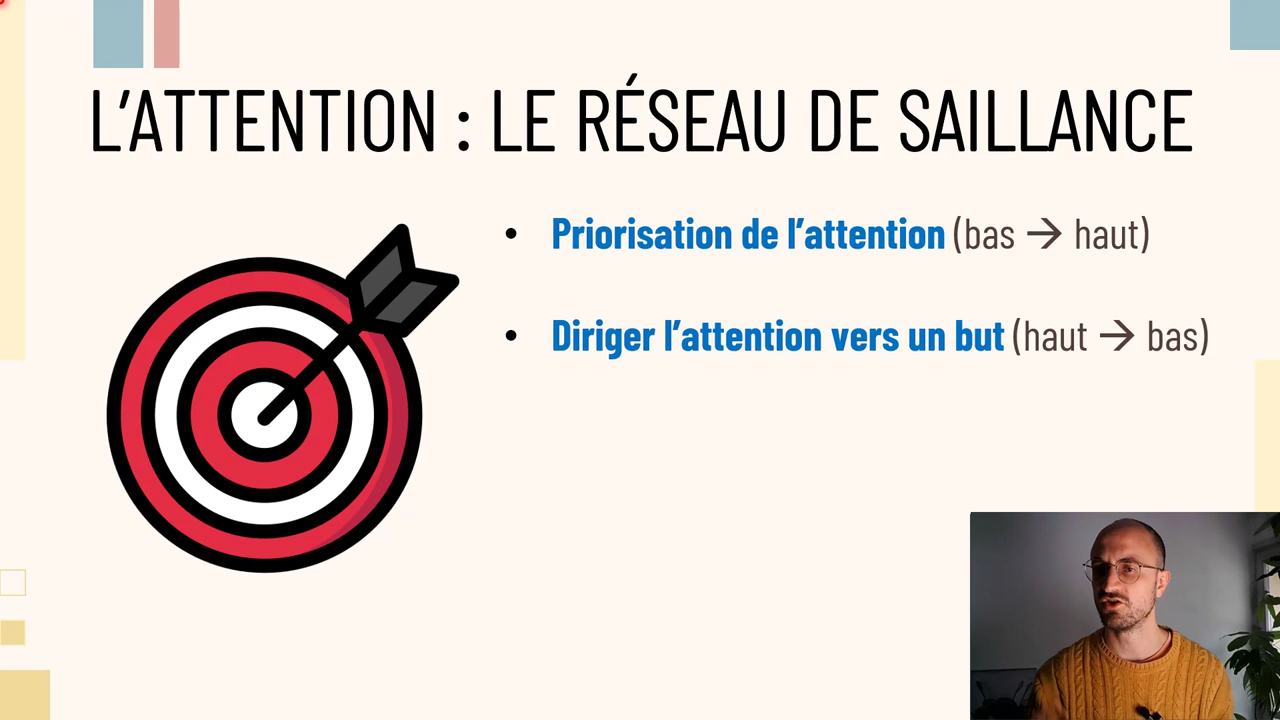 L’ATTENTION : LE RÉSEAU DE SAILLANCE
• Priorisation de l’attention (bas → haut)
• Diriger l’attention vers un but (haut → bas)